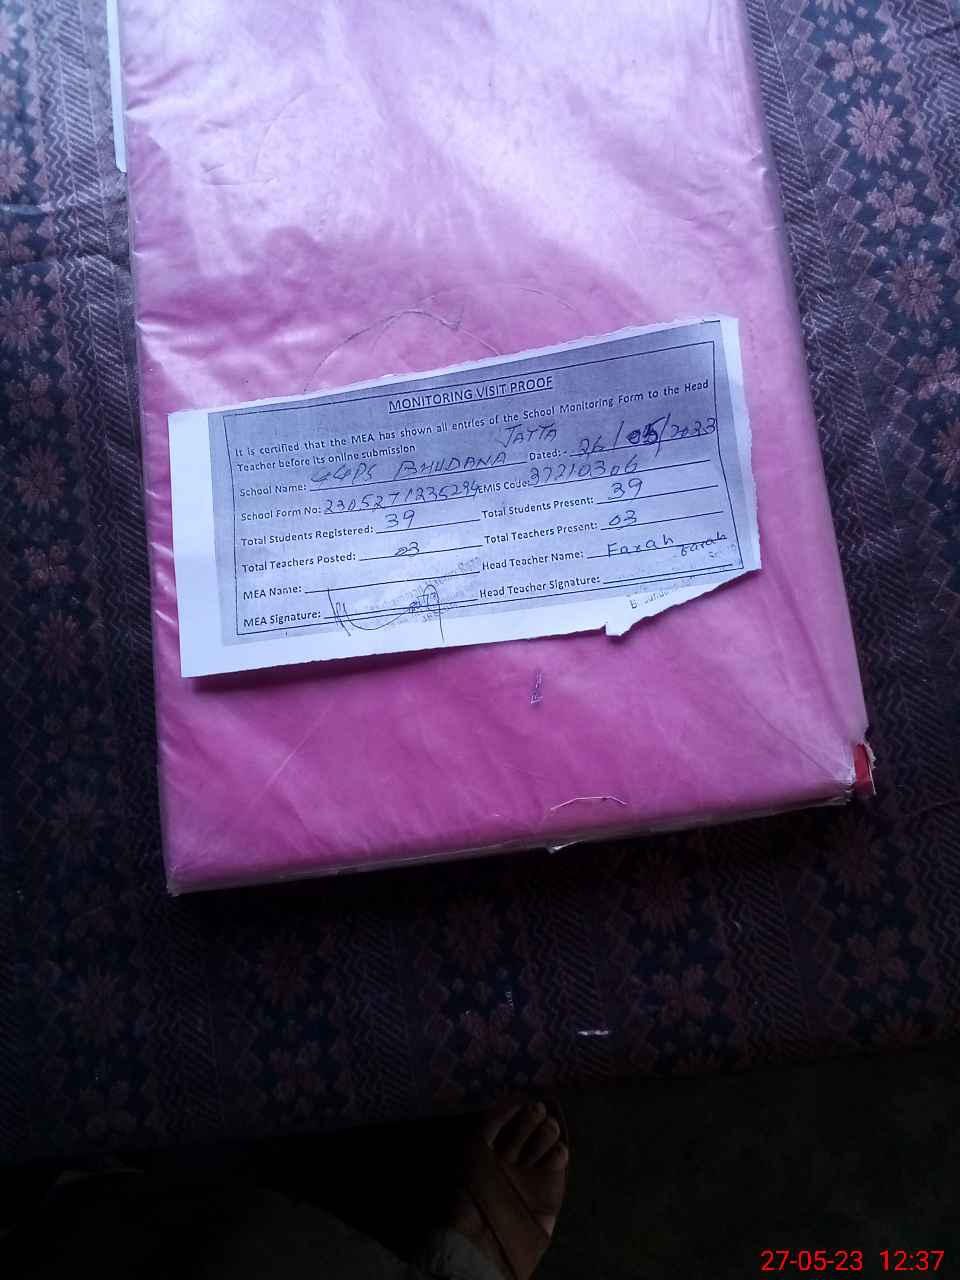 MONITORING VISIT PROOF
It is certified that the MEA has shown all entries of the School Monitoring Form to the Head
Teacher before its online submission
School Name: GGPS BHUDANA JATTA Dated: - 26/05/2023
School Form No: EMIS Code: 37210306
Total Students Registered: 39 Total Students Present: 39
Total Teachers Posted: 03 Total Teachers Present: 03
MEA Name: Head Teacher Name: Farah
MEA Signature: Head Teacher Signature: Farah
27-05-23 12:37